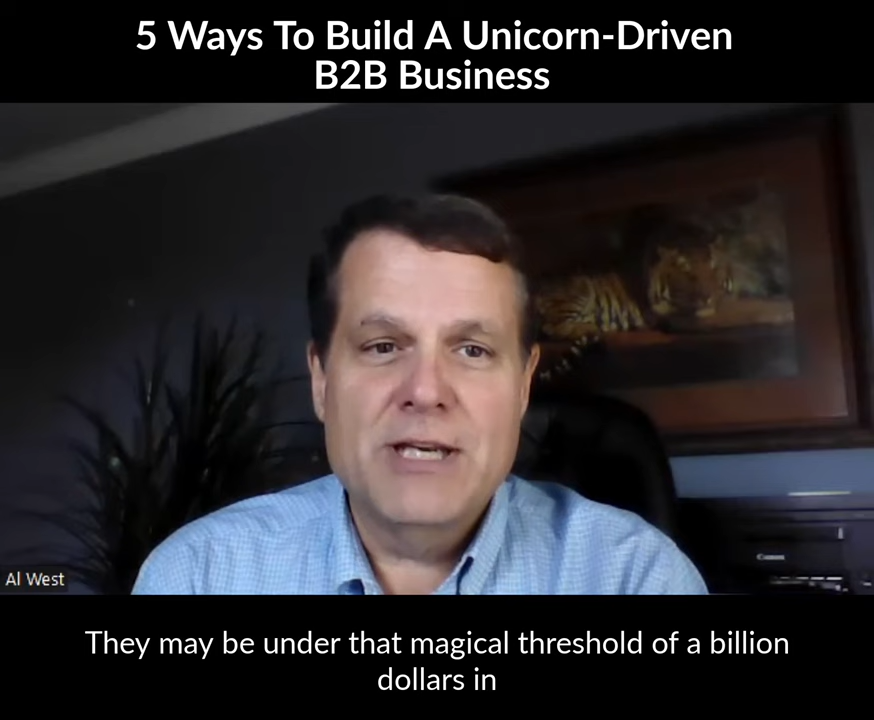 5 Ways To Build A Unicorn-Driven
B2B Business
Al West
Canon
They may be under that magical threshold of a billion
dollars in